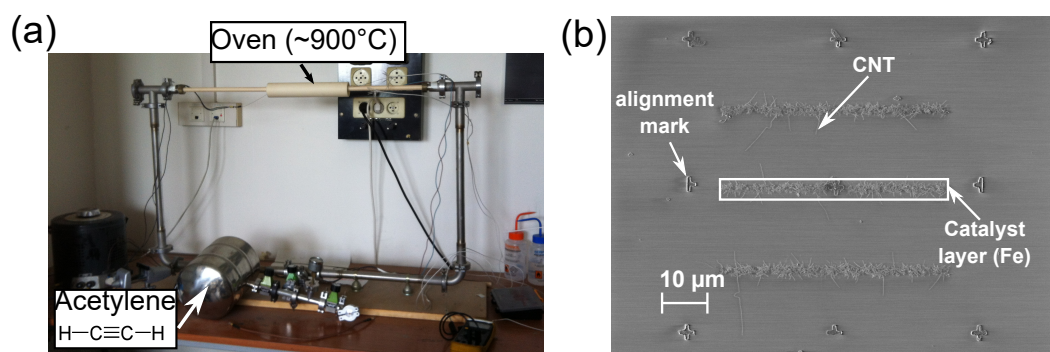 (a)
Oven (~900°C)
Acetylene
H—C≡C—H
(b)
CNT
alignment
mark
Catalyst
layer (Fe)
10 μm